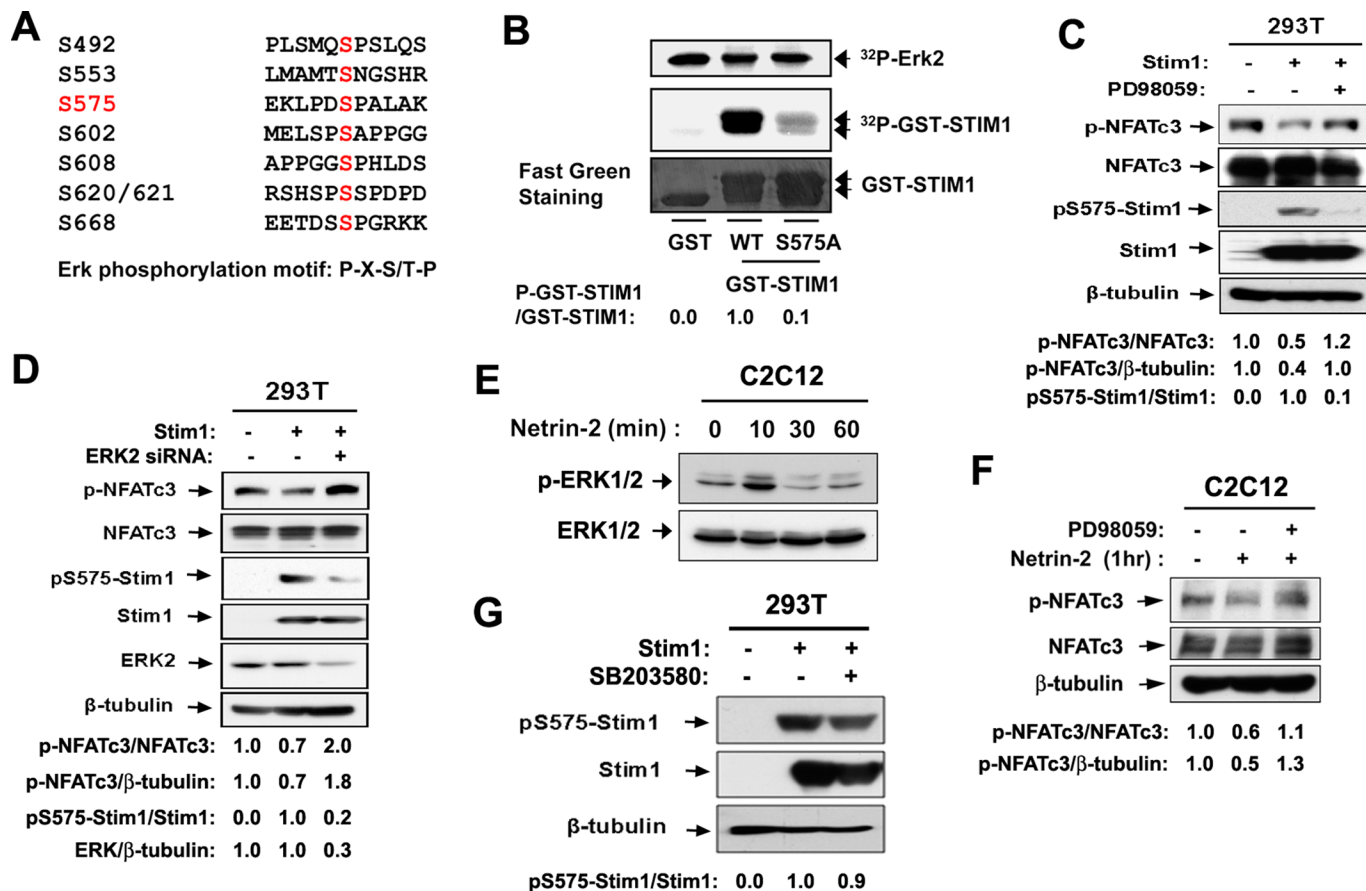 A
S492 PLSMQSPSLQS
S553 LMAMTSNGSHR
S575 EKLPDSPALAK
S602 MELSPSAPPGG
S608 APPGGSPHLDS
S620/621 RSHSPSSPDPD
S668 EETDSSPGRKK
Erk phosphorylation motif: P-X-S/T-P
B
32P-Erk2
32P-GST-STIM1
Fast Green
Staining
GST-STIM1
GST WT S575A
GST-STIM1
P-GST-STIM1
/GST-STIM1: 0.0 1.0 0.1
C
293T
Stim1: - + +
PD98059: - - +
p-NFATc3
NFATc3
pS575-Stim1
Stim1
β-tubulin
p-NFATc3/NFATc3: 1.0 0.5 1.2
p-NFATc3/β-tubulin: 1.0 0.4 1.0
pS575-Stim1/Stim1: 0.0 1.0 0.1
D
293T
Stim1: - + +
ERK2 siRNA: - - +
p-NFATc3
NFATc3
pS575-Stim1
Stim1
ERK2
β-tubulin
p-NFATc3/NFATc3: 1.0 0.7 2.0
p-NFATc3/β-tubulin: 1.0 0.7 1.8
pS575-Stim1/Stim1: 0.0 1.0 0.2
ERK/β-tubulin: 1.0 1.0 0.3
E
C2C12
Netrin-2 (min) : 0 10 30 60
p-ERK1/2
ERK1/2
F
C2C12
PD98059: - - +
Netrin-2 (1hr) : - + +
p-NFATc3
NFATc3
β-tubulin
p-NFATc3/NFATc3: 1.0 0.6 1.1
p-NFATc3/β-tubulin: 1.0 0.5 1.3
G
293T
Stim1: - + +
SB203580: - - +
pS575-Stim1
Stim1
β-tubulin
pS575-Stim1/Stim1: 0.0 1.0 0.9